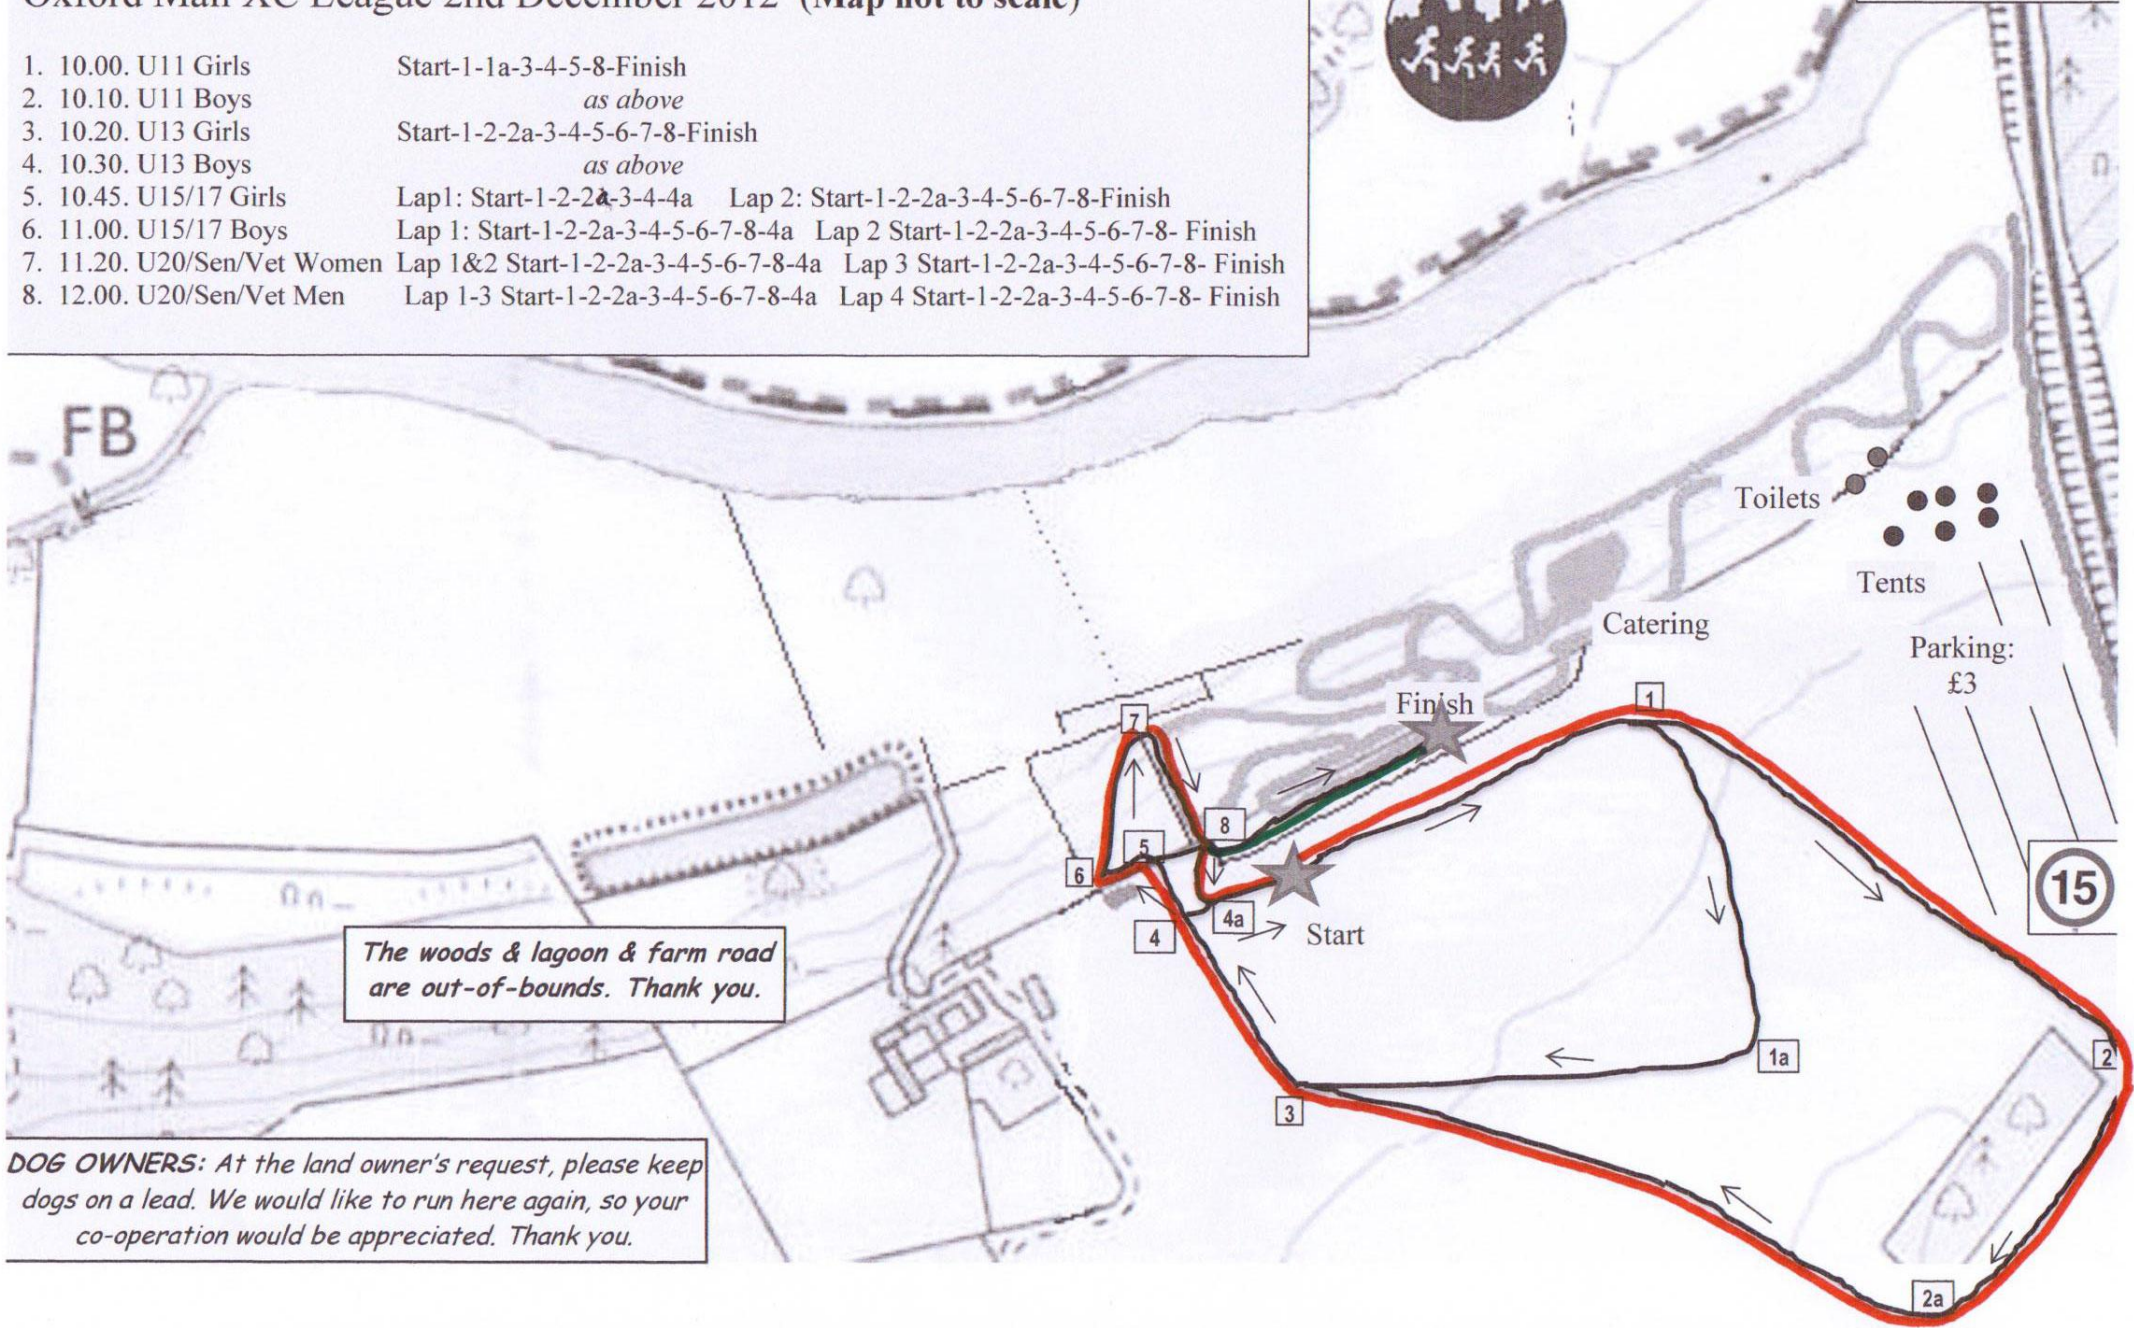 Oxford Mail XC League 2nd December 2012 (Map not to scale)
1. 10.00. U11 Girls Start-1-1a-3-4-5-8-Finish
2. 10.10. U11 Boys as above
3. 10.20. U13 Girls Start-1-2-2a-3-4-5-6-7-8-Finish
4. 10.30. U13 Boys as above
5. 10.45. U15/17 Girls Lap1: Start-1-2-2a-3-4-4a Lap 2: Start-1-2-2a-3-4-5-6-7-8-Finish
6. 11.00. U15/17 Boys Lap 1: Start-1-2-2a-3-4-5-6-7-8-4a Lap 2 Start-1-2-2a-3-4-5-6-7-8- Finish
7. 11.20. U20/Sen/Vet Women Lap 1&2 Start-1-2-2a-3-4-5-6-7-8-4a Lap 3 Start-1-2-2a-3-4-5-6-7-8- Finish
8. 12.00. U20/Sen/Vet Men Lap 1-3 Start-1-2-2a-3-4-5-6-7-8-4a Lap 4 Start-1-2-2a-3-4-5-6-7-8- Finish
FB
Toilets
Tents
Catering
Parking:
£3
Finish
1
7
8
5
6
15
4a
4
Start
The woods & lagoon & farm road
are out-of-bounds. Thank you.
1a
2
3
DOG OWNERS: At the land owner's request, please keep
dogs on a lead. We would like to run here again, so your
co-operation would be appreciated. Thank you.
2a